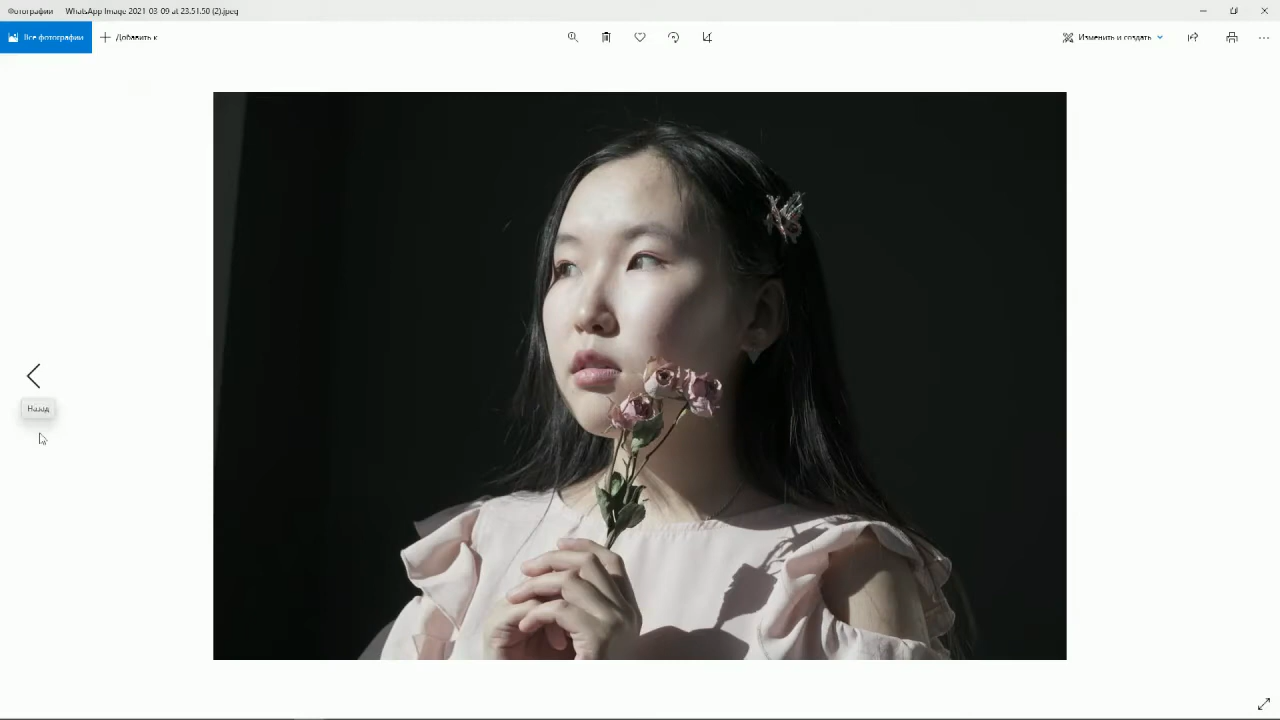 Фотографии WhatsApp Image 2021-03-09 at 23.51.50 (2).jpeg
Все фотографии
Добавить к
Изменить и создать
Назад